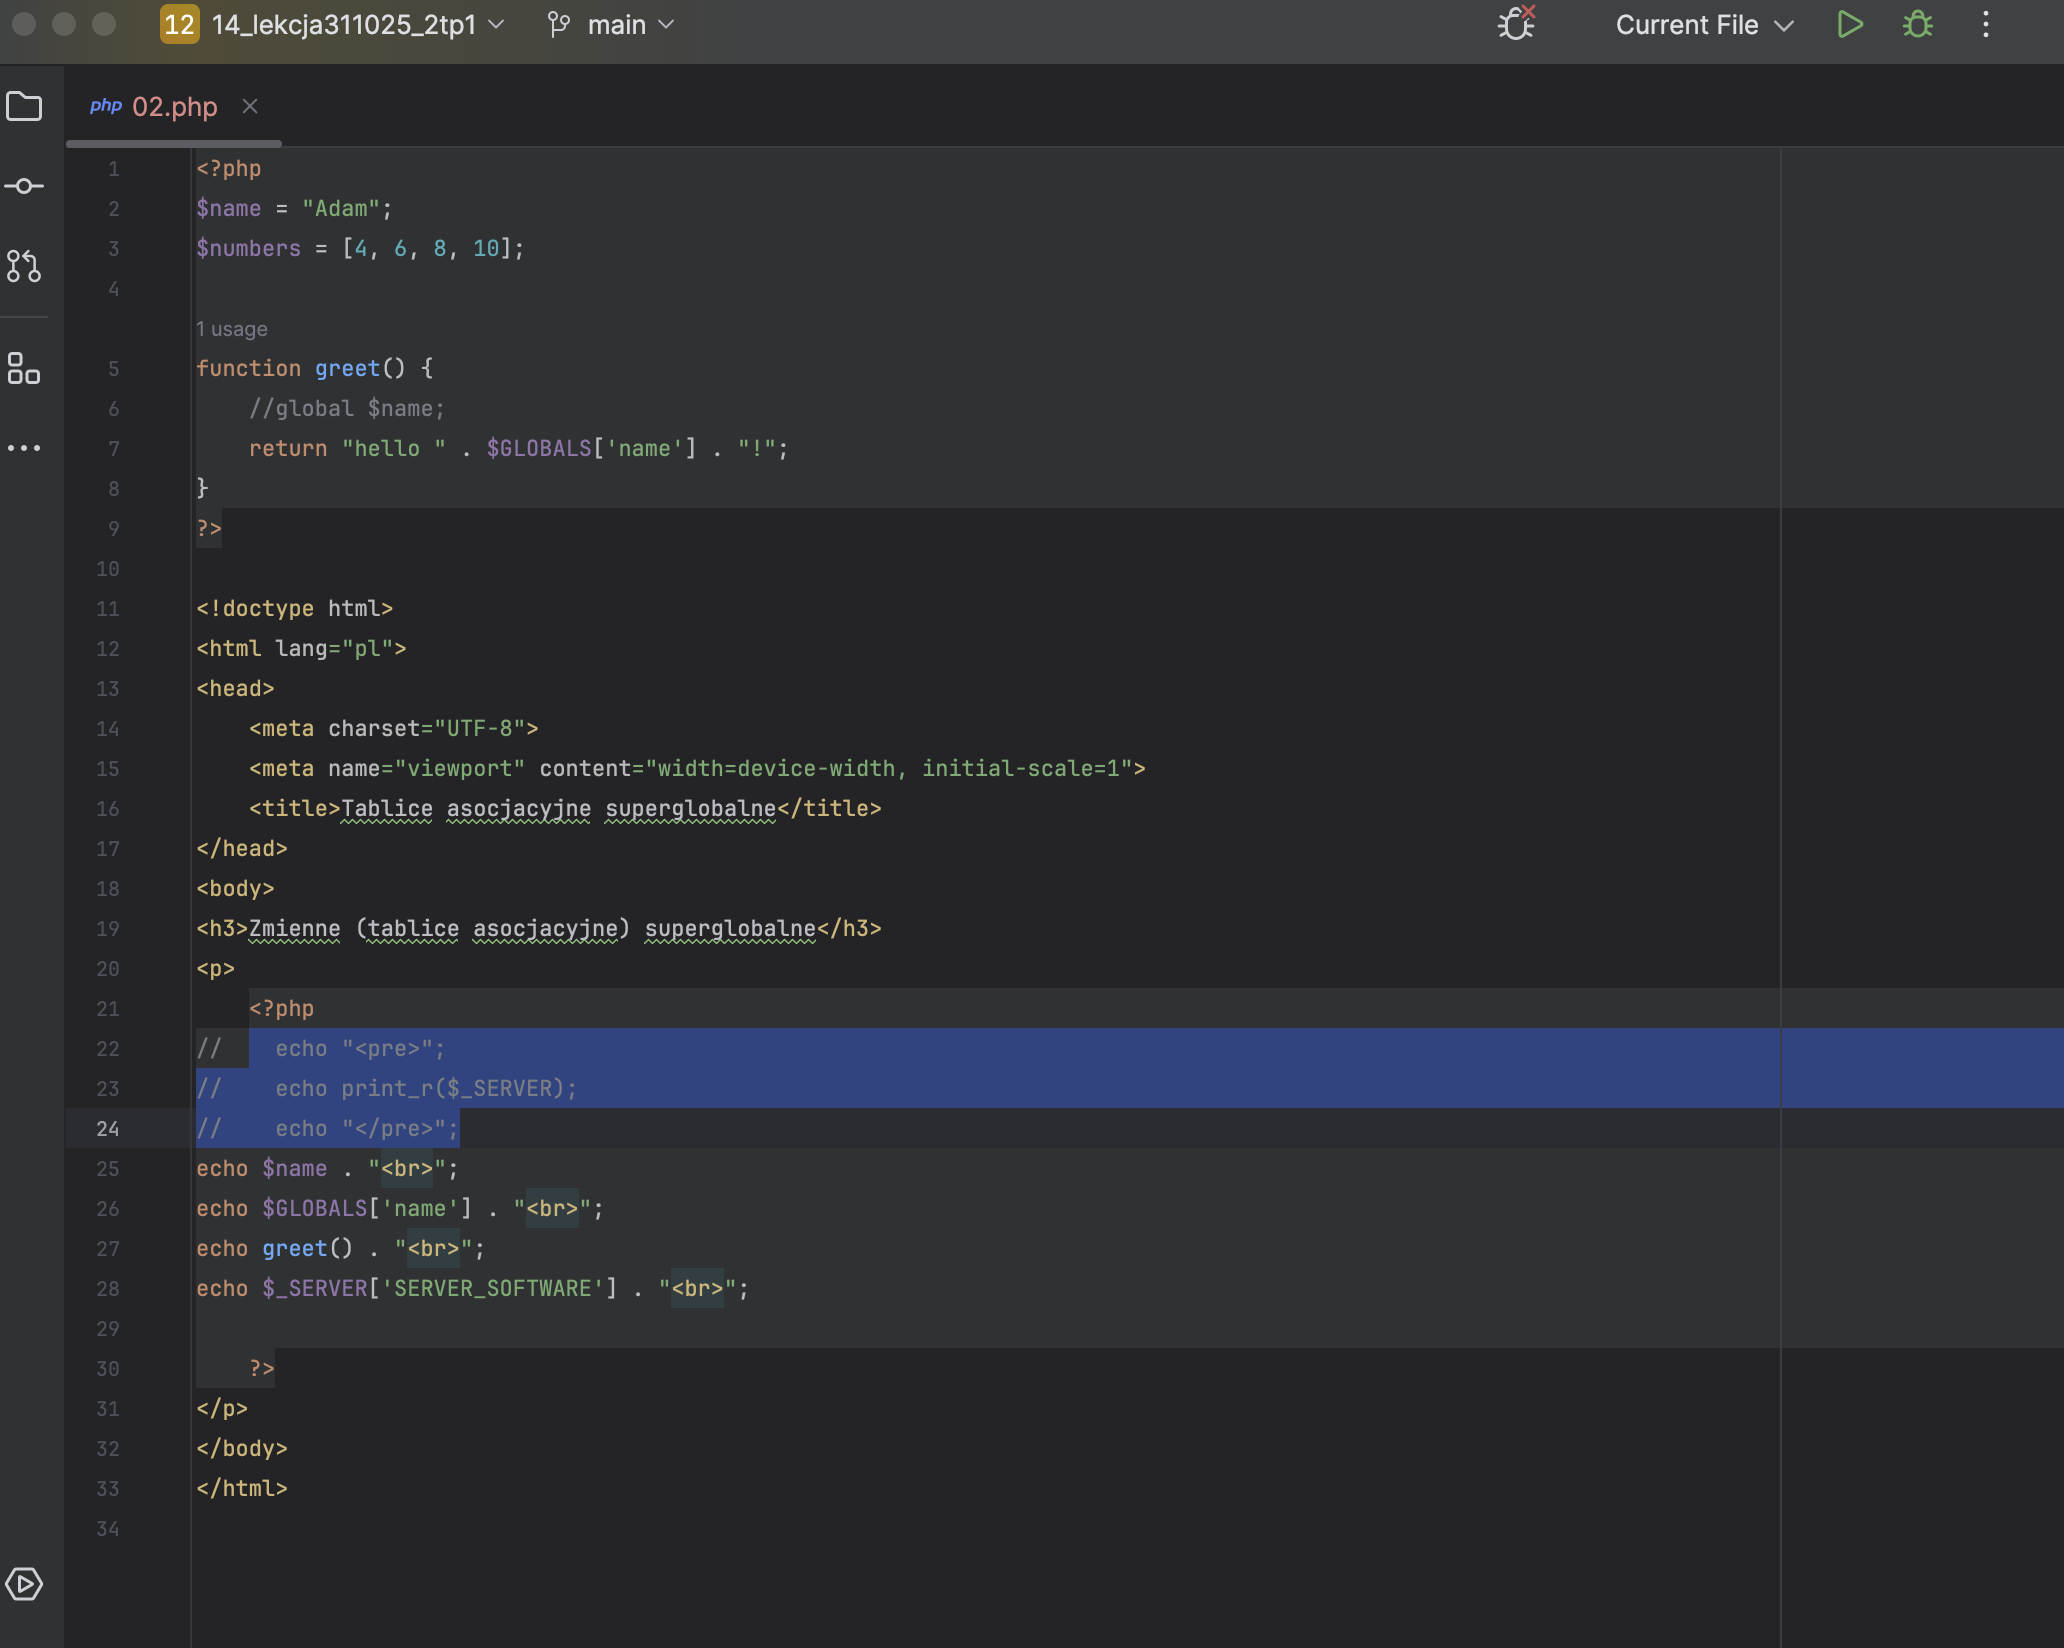 12 14_lekcja311025_2tp1 main Current File
php 02.php
1 <?php
2 $name = "Adam";
3 $numbers = [4, 6, 8, 10];
4
1 usage
5 function greet() {
6     //global $name;
7     return "hello " . $GLOBALS['name'] . "!";
8 }
9 ?>
10
11 <!doctype html>
12 <html lang="pl">
13 <head>
14     <meta charset="UTF-8">
15     <meta name="viewport" content="width=device-width, initial-scale=1">
16     <title>Tablice asocjacyjne superglobalne</title>
17 </head>
18 <body>
19 <h3>Zmienne (tablice asocjacyjne) superglobalne</h3>
20 <p>
21     <?php
22 //    echo "<pre>";
23 //    echo print_r($_SERVER);
24 //    echo "</pre>";
25 echo $name . "<br>";
26 echo $GLOBALS['name'] . "<br>";
27 echo greet() . "<br>";
28 echo $_SERVER['SERVER_SOFTWARE'] . "<br>";
29
30     ?>
31 </p>
32 </body>
33 </html>
34